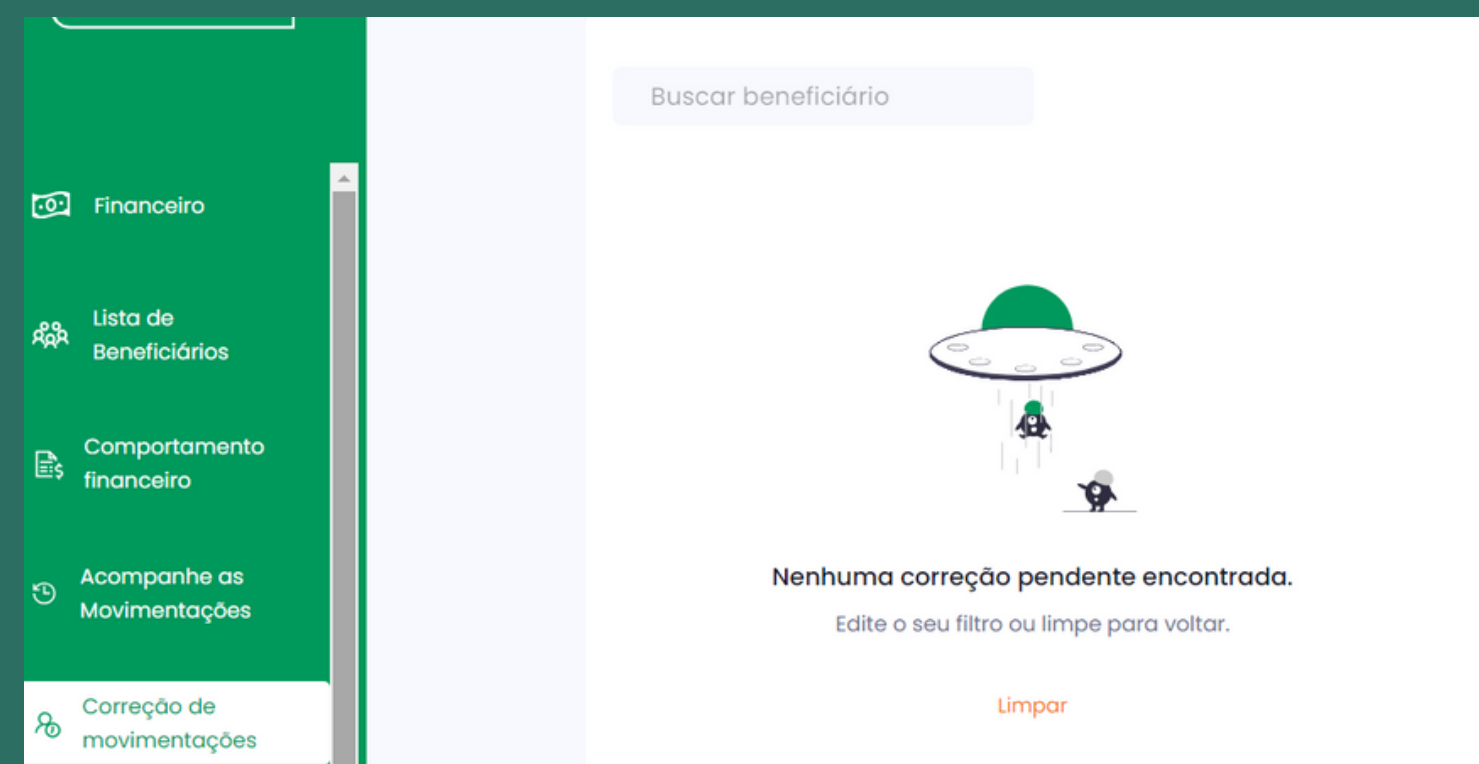 Buscar beneficiário
Financeiro
Lista de
Beneficiários
Comportamento
financeiro
Acompanhe as
Movimentações
Correção de
movimentações
Nenhuma correção pendente encontrada.
Edite o seu filtro ou limpe para voltar.
Limpar